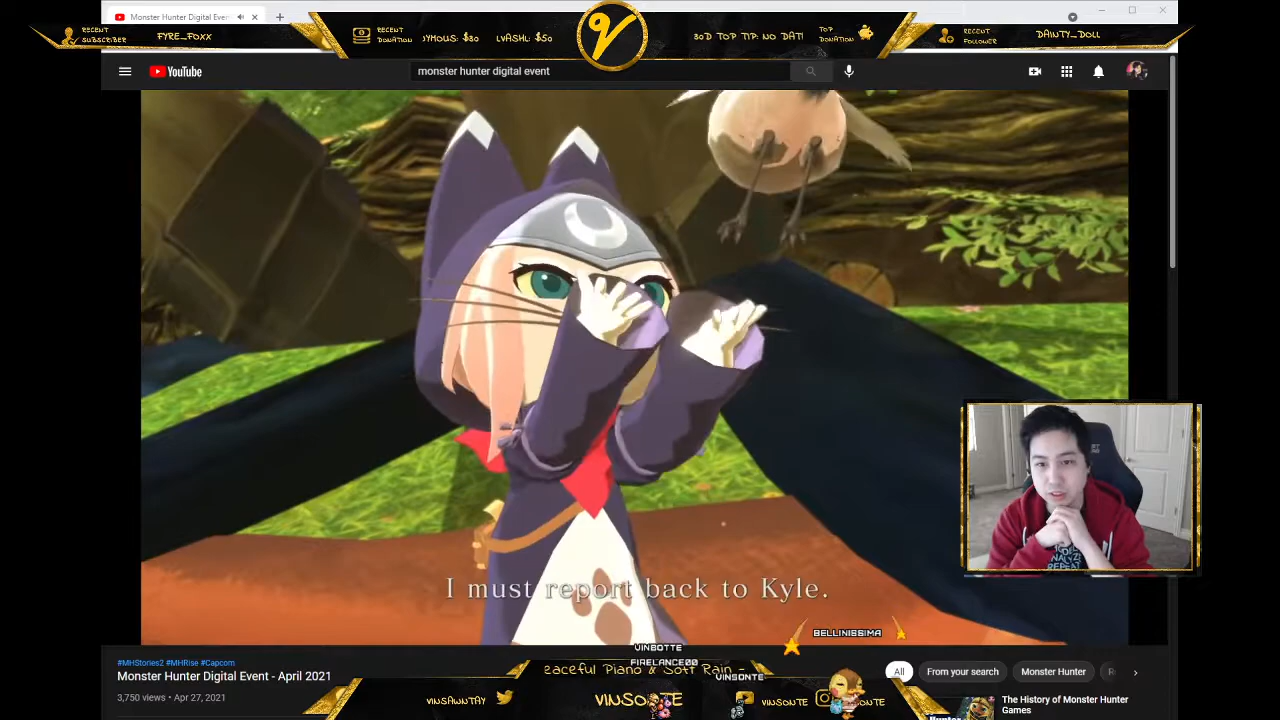 Monster Hunter Digital Even
RECENT SUBSCRIBER
FYRE_FOXX
RECENT DONATION
YMOUS: $30 LVASHL: $50
30D TOP TIP: NO DAT!
TOP DONATION
RECENT FOLLOWER
DAINTY_DOLL
YouTube
monster hunter digital event
I must report back to Kyle.
BELLINISSIMA
VINBOTTE
FIRELANCE00
VINSONTE
eaceful Piano & Soft Rain -
#MHStories2 #MHRise #Capcom
Monster Hunter Digital Event - April 2021
3,750 views • Apr 27, 2021
All
From your search
Monster Hunter
The History of Monster Hunter
Games
VINSAWNTAY
VINSONTE
VINSONTE